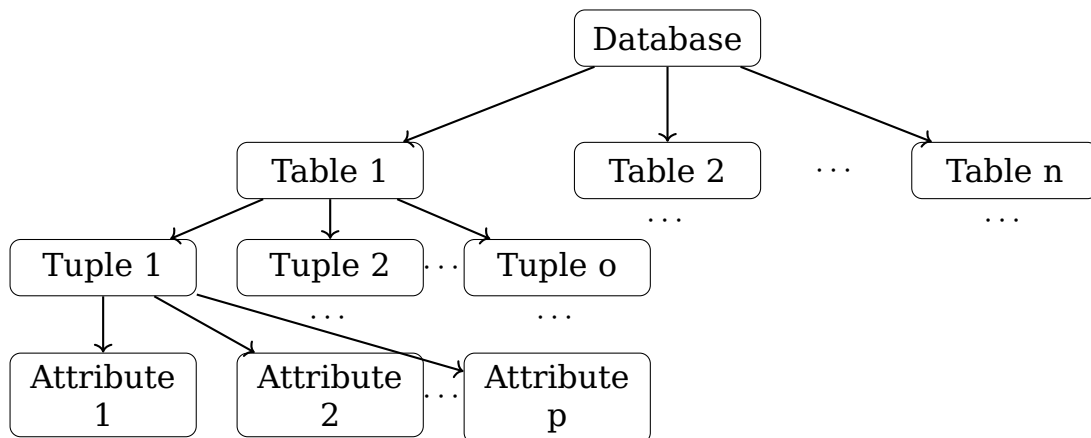 Database
Table 1
Table 2
. . .
Table n
. . .
. . .
Tuple 1
Tuple 2
. . .
Tuple o
. . .
. . .
Attribute
1
Attribute
2
. . .
Attribute
p